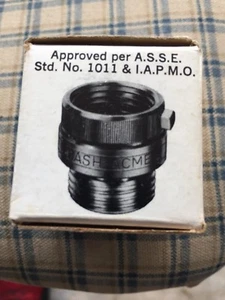 Approved per A.S.S.E.
Std. No. 1011 & I.A.P.M.O.